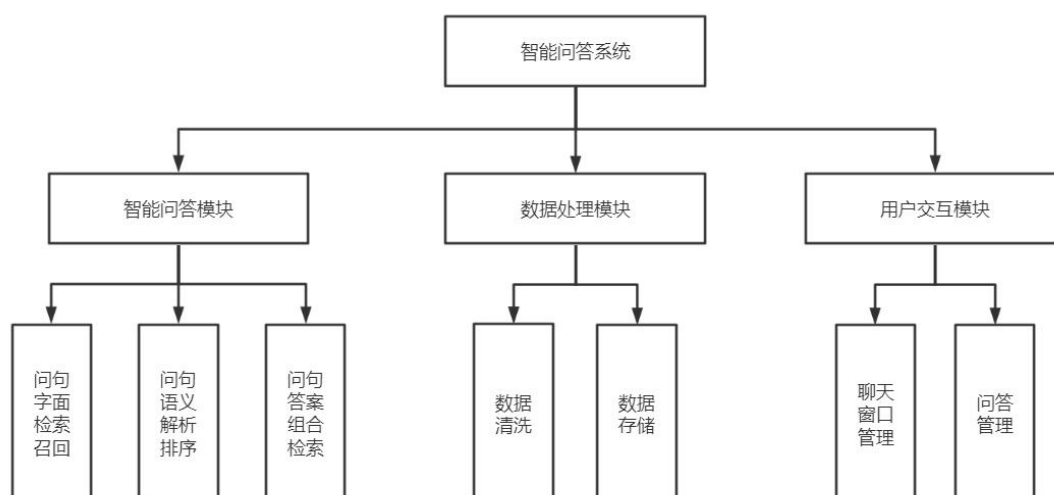 智能问答系统
智能问答模块
数据处理模块
用户交互模块
问句
字面
检索
召回
问句
语义
解析
排序
问句
答案
组合
检索
数据
清洗
数据
存储
聊天
窗口
管理
问答
管理